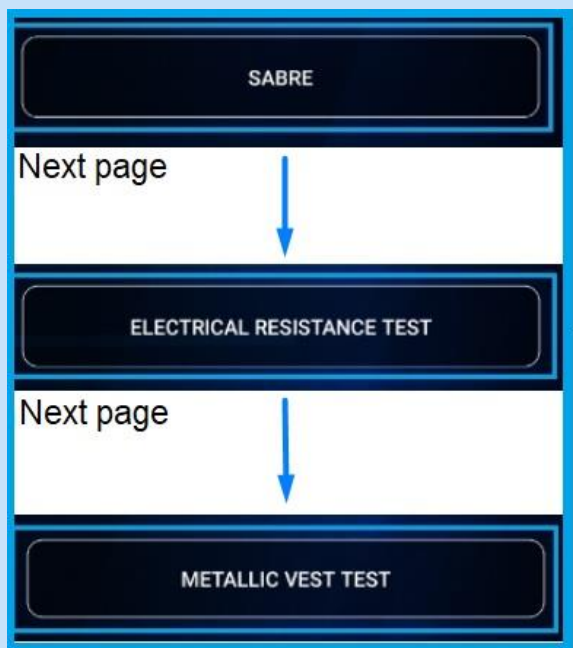 SABRE
Next page
ELECTRICAL RESISTANCE TEST
Next page
METALLIC VEST TEST